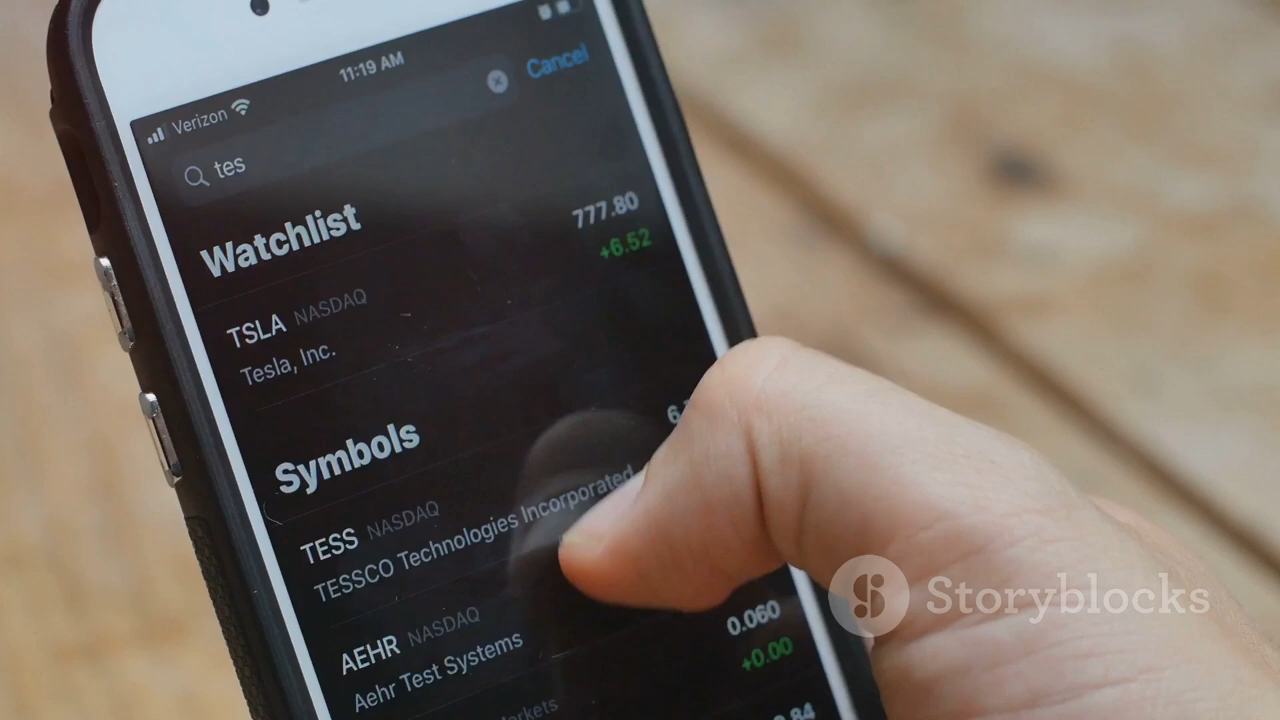 11:19 AM
Verizon
Cancel
tes
Watchlist
777.80
+6.52
TSLA NASDAQ
Tesla, Inc.
Symbols
TESS NASDAQ
TESSCO Technologies Incorporated
AEHR NASDAQ
Aehr Test Systems
0.060
+0.00
Storyblocks